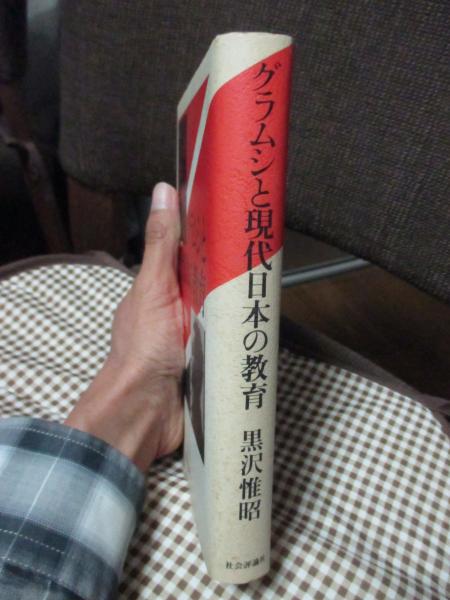 グラムシと現代日本の教育
黒沢惟昭
社会評論社